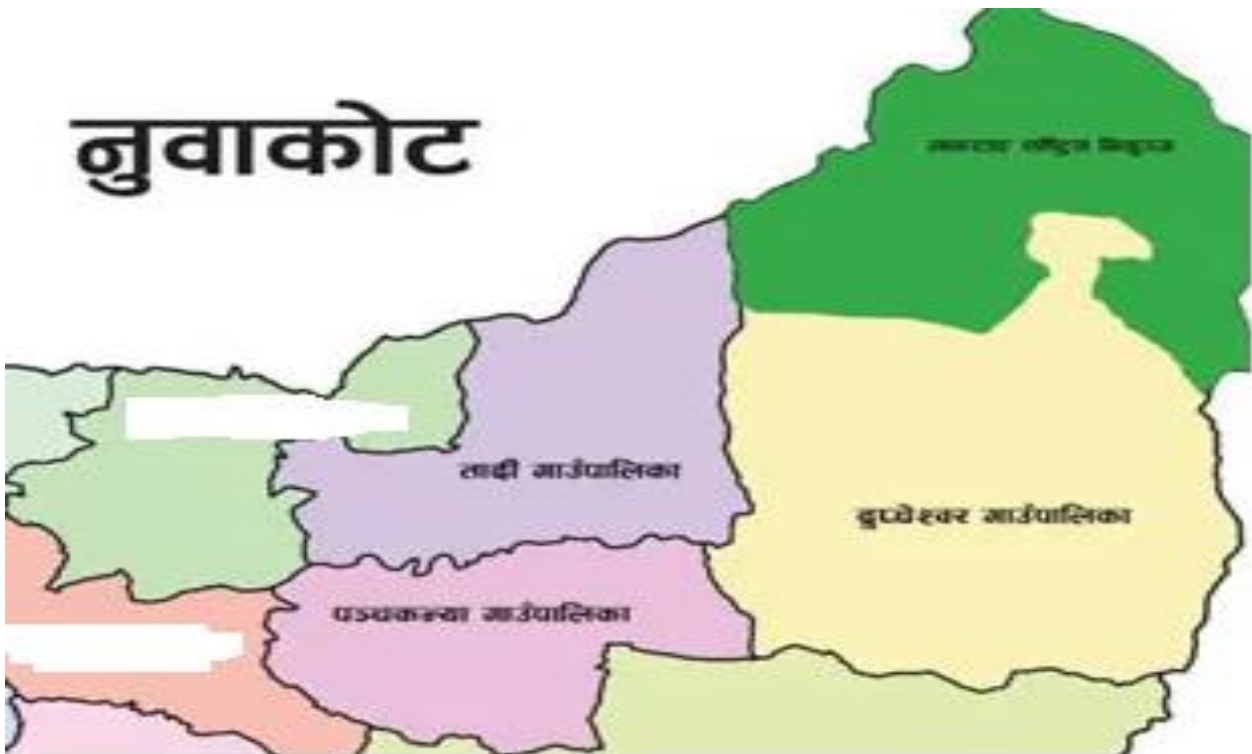 नुवाकोट
तादी गाउँपालिका
दुप्चेश्वर गाउँपालिका
पञ्चकन्या गाउँपालिका